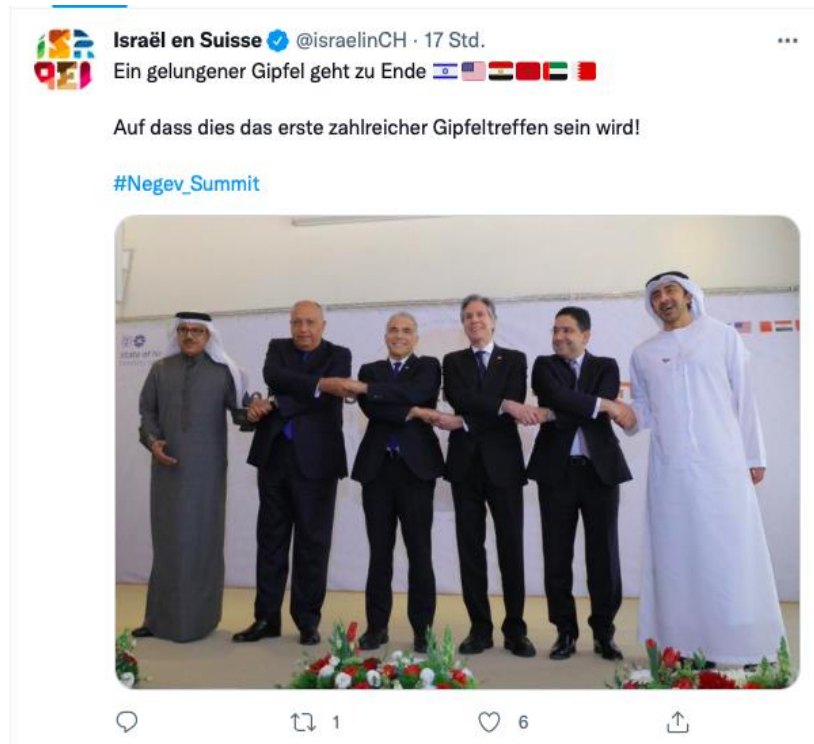 Israël en Suisse @israelinCH · 17 Std.
Ein gelungener Gipfel geht zu Ende 🇮🇱🇺🇸🇪🇬🇲🇦🇦🇪🇧🇭
Auf dass dies das erste zahlreicher Gipfeltreffen sein wird!
#Negev_Summit
State of Is
1
6